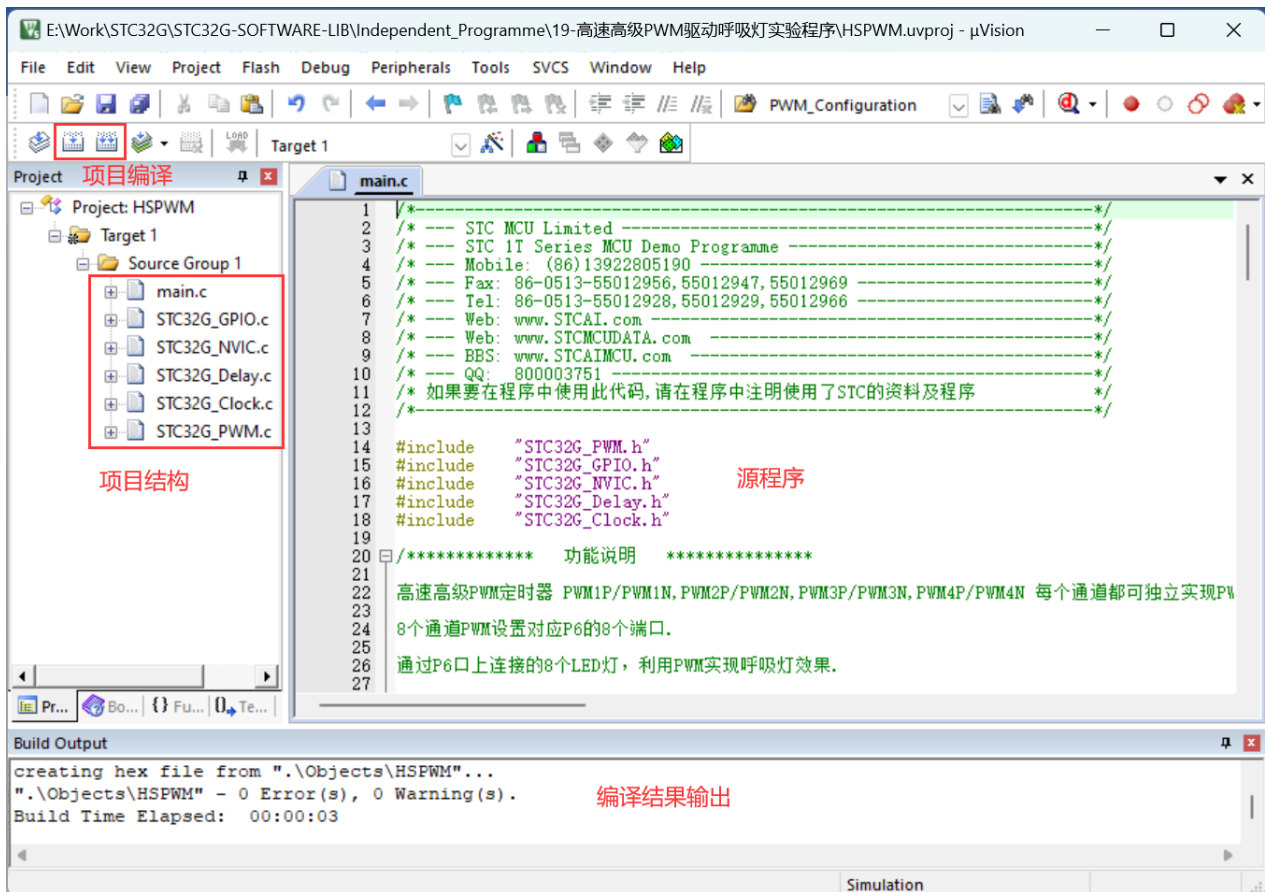 E:\Work\STC32G\STC32G-SOFTWARE-LIB\Independent_Programme\19-高速高级PWM驱动呼吸灯实验程序\HSPWM.uvproj - µVision
File Edit View Project Flash Debug Peripherals Tools SVCS Window Help
PWM_Configuration
LOAD Target 1
Project 项目编译
Project: HSPWM
Target 1
Source Group 1
main.c
STC32G_GPIO.c
STC32G_NVIC.c
STC32G_Delay.c
STC32G_Clock.c
STC32G_PWM.c
项目结构
Pr... Bo... {} Fu... Te...
main.c
1 /*----------------------------------------------------------------------*/
2 /* --- STC MCU Limited -------------------------------------------------*/
3 /* --- STC 1T Series MCU Demo Programme --------------------------------*/
4 /* --- Mobile: (86)13922805190 -----------------------------------------*/
5 /* --- Fax: 86-0513-55012956,55012947,55012969 -------------------------*/
6 /* --- Tel: 86-0513-55012928,55012929,55012966 -------------------------*/
7 /* --- Web: www.STCAI.com ----------------------------------------------*/
8 /* --- Web: www.STCMCUDATA.com -----------------------------------------*/
9 /* --- BBS: www.STCAIMCU.com -----------------------------------------*/
10 /* --- QQ: 800003751 --------------------------------------------------*/
11 /* 如果要在程序中使用此代码,请在程序中注明使用了STC的资料及程序 */
12 /*----------------------------------------------------------------------*/
13
14 #include "STC32G_PWM.h"
15 #include "STC32G_GPIO.h"
16 #include "STC32G_NVIC.h"
17 #include "STC32G_Delay.h"
18 #include "STC32G_Clock.h"
源程序
19
20 /************* 功能说明 ***************
21
22 高速高级PWM定时器 PWM1P/PWM1N,PWM2P/PWM2N,PWM3P/PWM3N,PWM4P/PWM4N 每个通道都可独立实现PW
23
24 8个通道PWM设置对应P6的8个端口.
25
26 通过P6口上连接的8个LED灯，利用PWM实现呼吸灯效果.
27
Build Output
creating hex file from ".\Objects\HSPWM"...
".\Objects\HSPWM" - 0 Error(s), 0 Warning(s).
Build Time Elapsed: 00:00:03
编译结果输出
Simulation